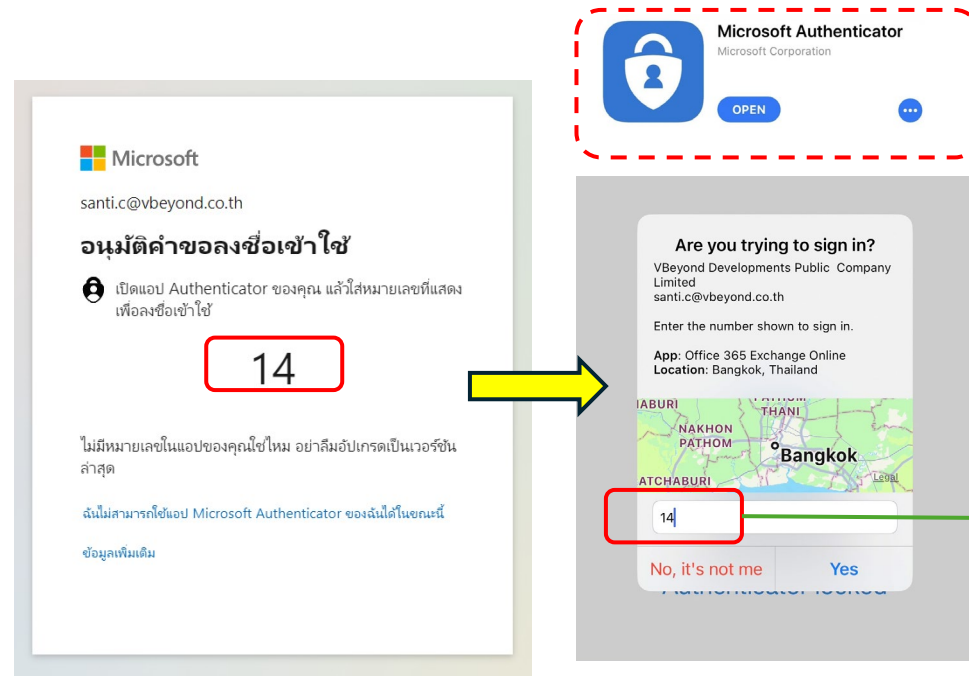 Microsoft Authenticator
Microsoft Corporation
OPEN
Microsoft
santi.c@vbeyond.co.th
อนุมัติคำขอลงชื่อเข้าใช้
เปิดแอป Authenticator ของคุณ แล้วใส่หมายเลขที่แสดง
เพื่อลงชื่อเข้าใช้
14
ไม่มีหมายเลขในแอปของคุณใช่ไหม อย่าลืมอัปเกรดเป็นเวอร์ชัน
ล่าสุด
ฉันไม่สามารถใช้แอป Microsoft Authenticator ของฉันได้ในขณะนี้
ข้อมูลเพิ่มเติม
Are you trying to sign in?
VBeyond Developments Public Company
Limited
santi.c@vbeyond.co.th
Enter the number shown to sign in.
App: Office 365 Exchange Online
Location: Bangkok, Thailand
NABURI
PATHUM
THANI
NAKHON
PATHOM
Bangkok
ATCHABURI
Legal
14
No, it's not me
Yes
Authenticator locked